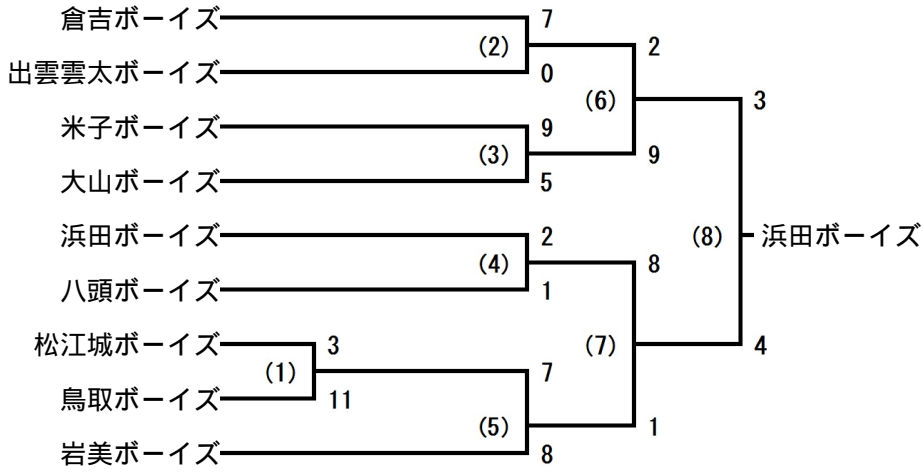 倉吉ボーイズ
7
(2)
2
出雲雲太ボーイズ
0
(6)
3
米子ボーイズ
9
(3)
9
大山ボーイズ
5
浜田ボーイズ
2
(8)
浜田ボーイズ
(4)
8
八頭ボーイズ
1
松江城ボーイズ
3
(7)
4
(1)
7
鳥取ボーイズ
11
(5)
1
岩美ボーイズ
8